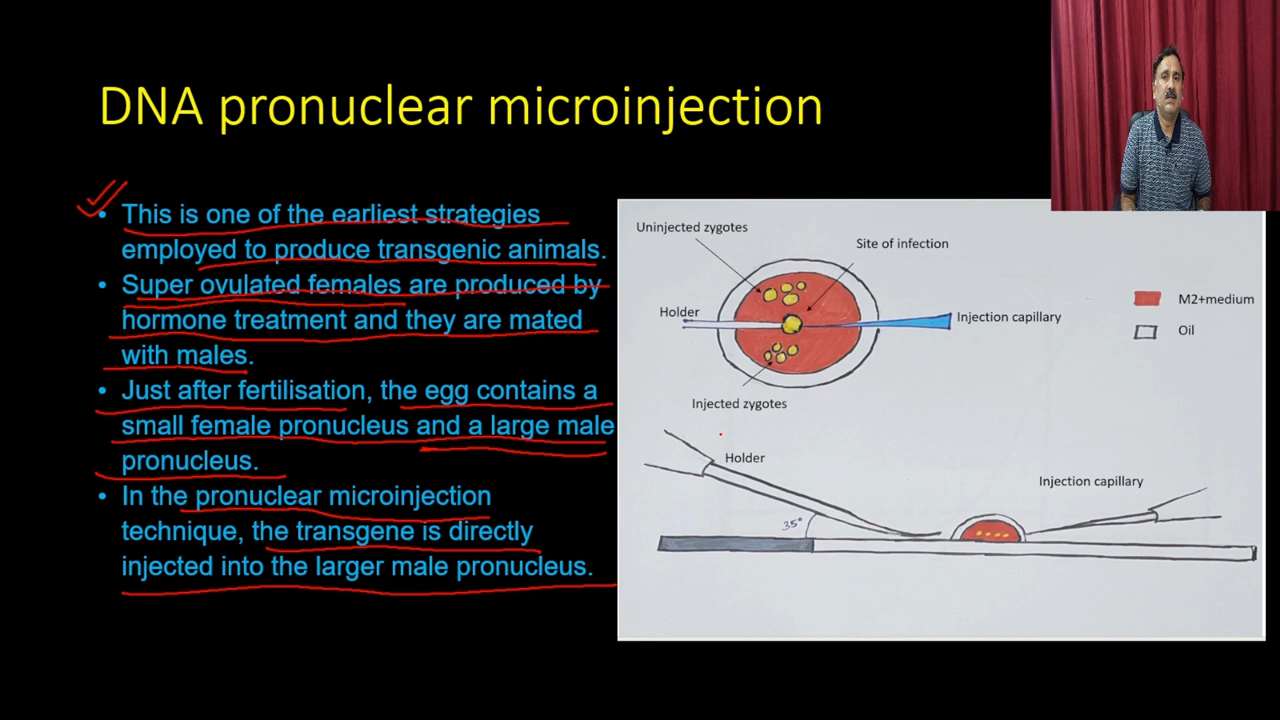 DNA pronuclear microinjection
• This is one of the earliest strategies
employed to produce transgenic animals.
• Super ovulated females are produced by
hormone treatment and they are mated
with males.
• Just after fertilisation, the egg contains a
small female pronucleus and a large male
pronucleus.
• In the pronuclear microinjection
technique, the transgene is directly
injected into the larger male pronucleus.
Uninjected zygotes
Site of infection
Holder
Injection capillary
Injected zygotes
M2+medium
Oil
Holder
Injection capillary
35°